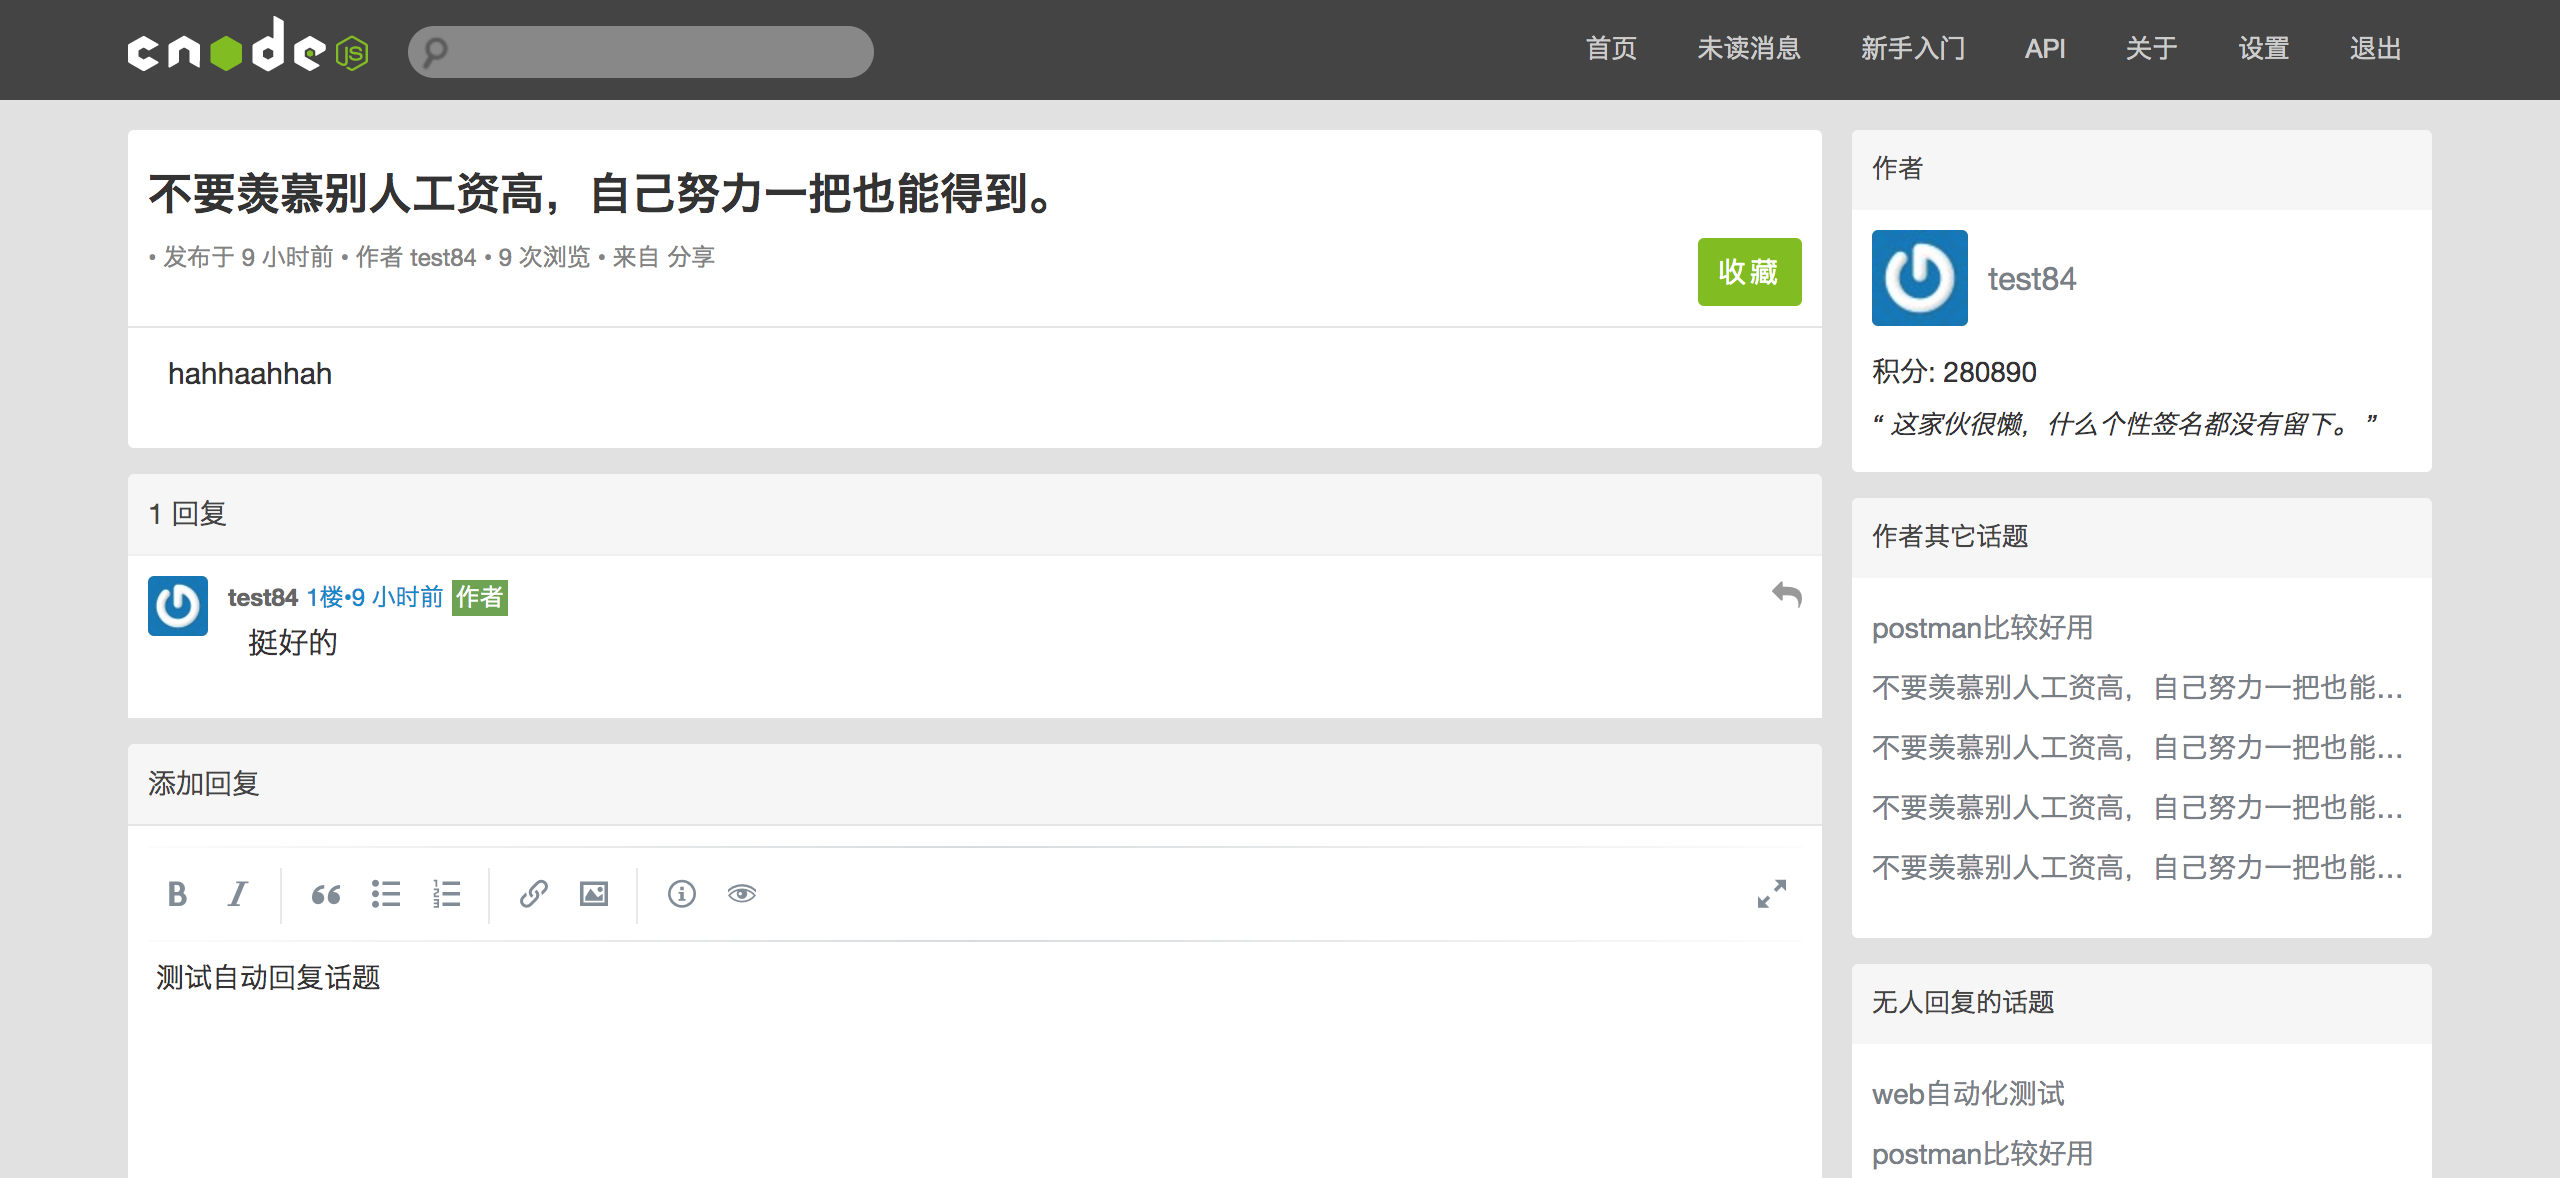 cnode JS
首页 未读消息 新手入门 API 关于 设置 退出
不要羡慕别人工资高，自己努力一把也能得到。
• 发布于 9 小时前 • 作者 test84 • 9 次浏览 • 来自 分享
收藏
hahhaahhah
1 回复
test84 1楼•9 小时前 作者
挺好的
添加回复
测试自动回复话题
作者
test84
积分: 280890
“ 这家伙很懒，什么个性签名都没有留下。 ”
作者其它话题
postman比较好用
不要羡慕别人工资高，自己努力一把也能...
不要羡慕别人工资高，自己努力一把也能...
不要羡慕别人工资高，自己努力一把也能...
不要羡慕别人工资高，自己努力一把也能...
无人回复的话题
web自动化测试
postman比较好用